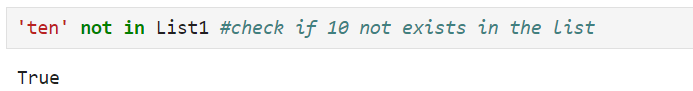 'ten' not in List1 #check if 10 not exists in the list
True